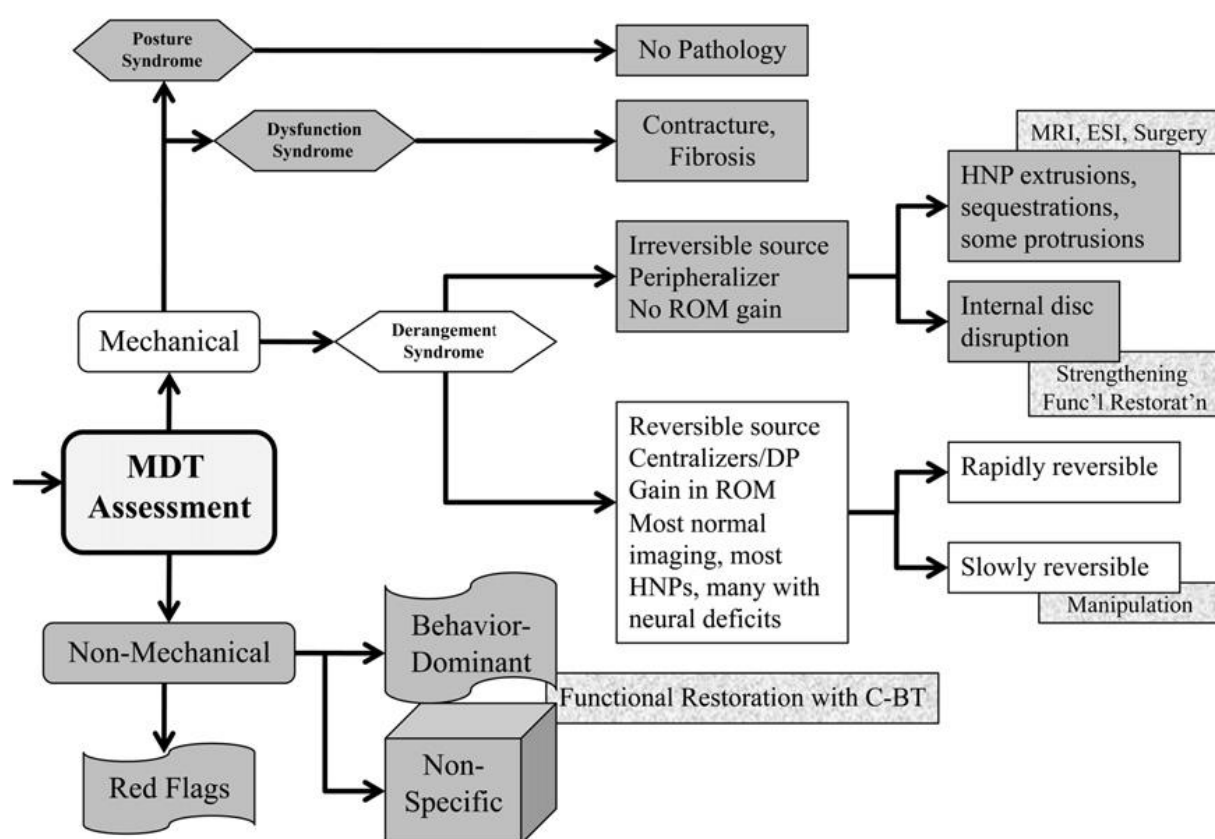 Posture
Syndrome
No Pathology
Dysfunction
Syndrome
Contracture,
Fibrosis
MRI, ESI, Surgery
HNP extrusions,
sequestrations,
some protrusions
Irreversible source
Peripheralizer
No ROM gain
Mechanical
Derangement
Syndrome
Internal disc
disruption
Strengthening
Func’l Restorat’n
MDT
Assessment
Reversible source
Centralizers/DP
Gain in ROM
Most normal
imaging, most
HNPs, many with
neural deficits
Rapidly reversible
Slowly reversible
Manipulation
Non-Mechanical
Behavior-
Dominant
Functional Restoration with C-BT
Red Flags
Non-
Specific